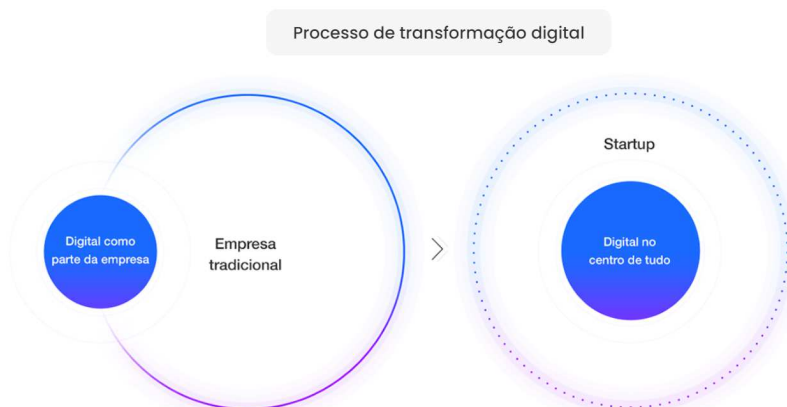 Processo de transformação digital
Startup
Digital como
parte da empresa
Empresa
tradicional
Digital no
centro de tudo